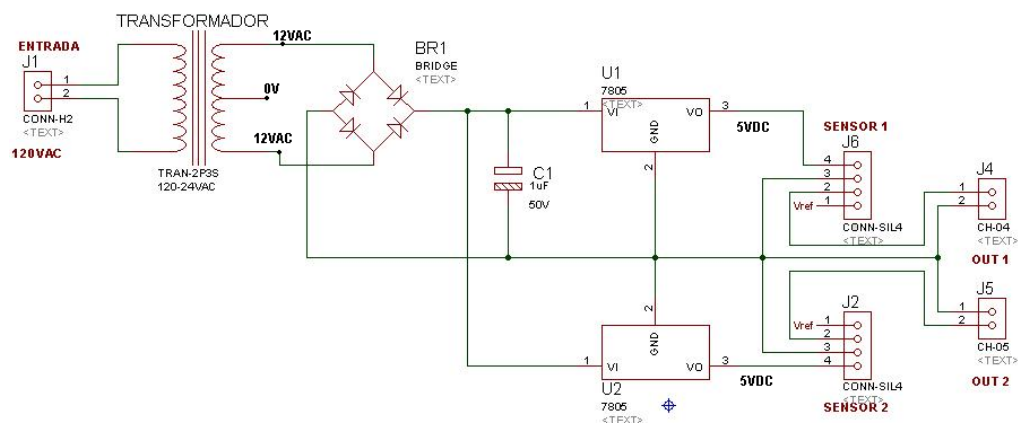 TRANSFORMADOR
ENTRADA
J1
1
2
CONN-H2
<TEXT>
120VAC
12VAC
0V
12VAC
TRAN-2P3S
120-24VAC
BR1
BRIDGE
<TEXT>
C1
1uF
50V
U1
7805
<TEXT>
1
VI
VO
3
GND
2
5VDC
SENSOR 1
J6
4
3
2
Vref 1
CONN-SIL4
<TEXT>
J4
1
2
CH-04
<TEXT>
OUT 1
J5
1
2
CH-05
<TEXT>
OUT 2
J2
Vref 1
2
3
4
CONN-SIL4
<TEXT>
SENSOR 2
2
GND
1
VI
VO
3
5VDC
U2
7805
<TEXT>